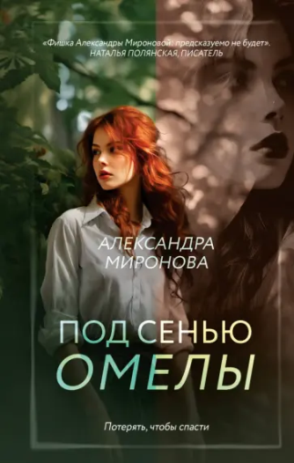 «Фишка Александры Мироновой: предсказуемо не будет».
НАТАЛЬЯ ПОЛЯНСКАЯ, ПИСАТЕЛЬ
АЛЕКСАНДРА
МИРОНОВА
ПОД СЕНЬЮ
ОМЕЛЫ
Потерять, чтобы спасти